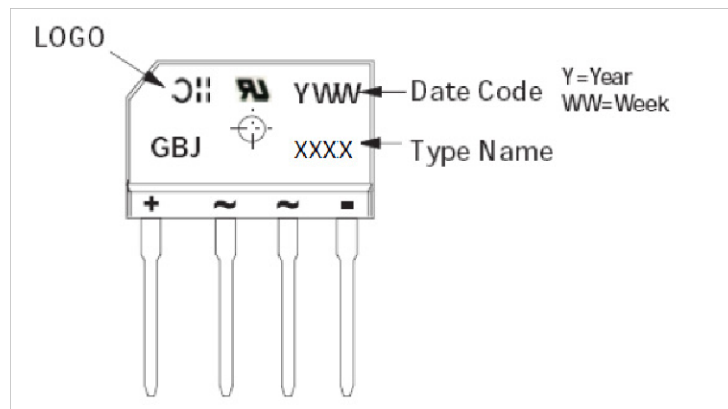 LOGO
YWW
Date Code
Y=Year
WW=Week
GBJ
XXXX
Type Name
+ ~ ~ -